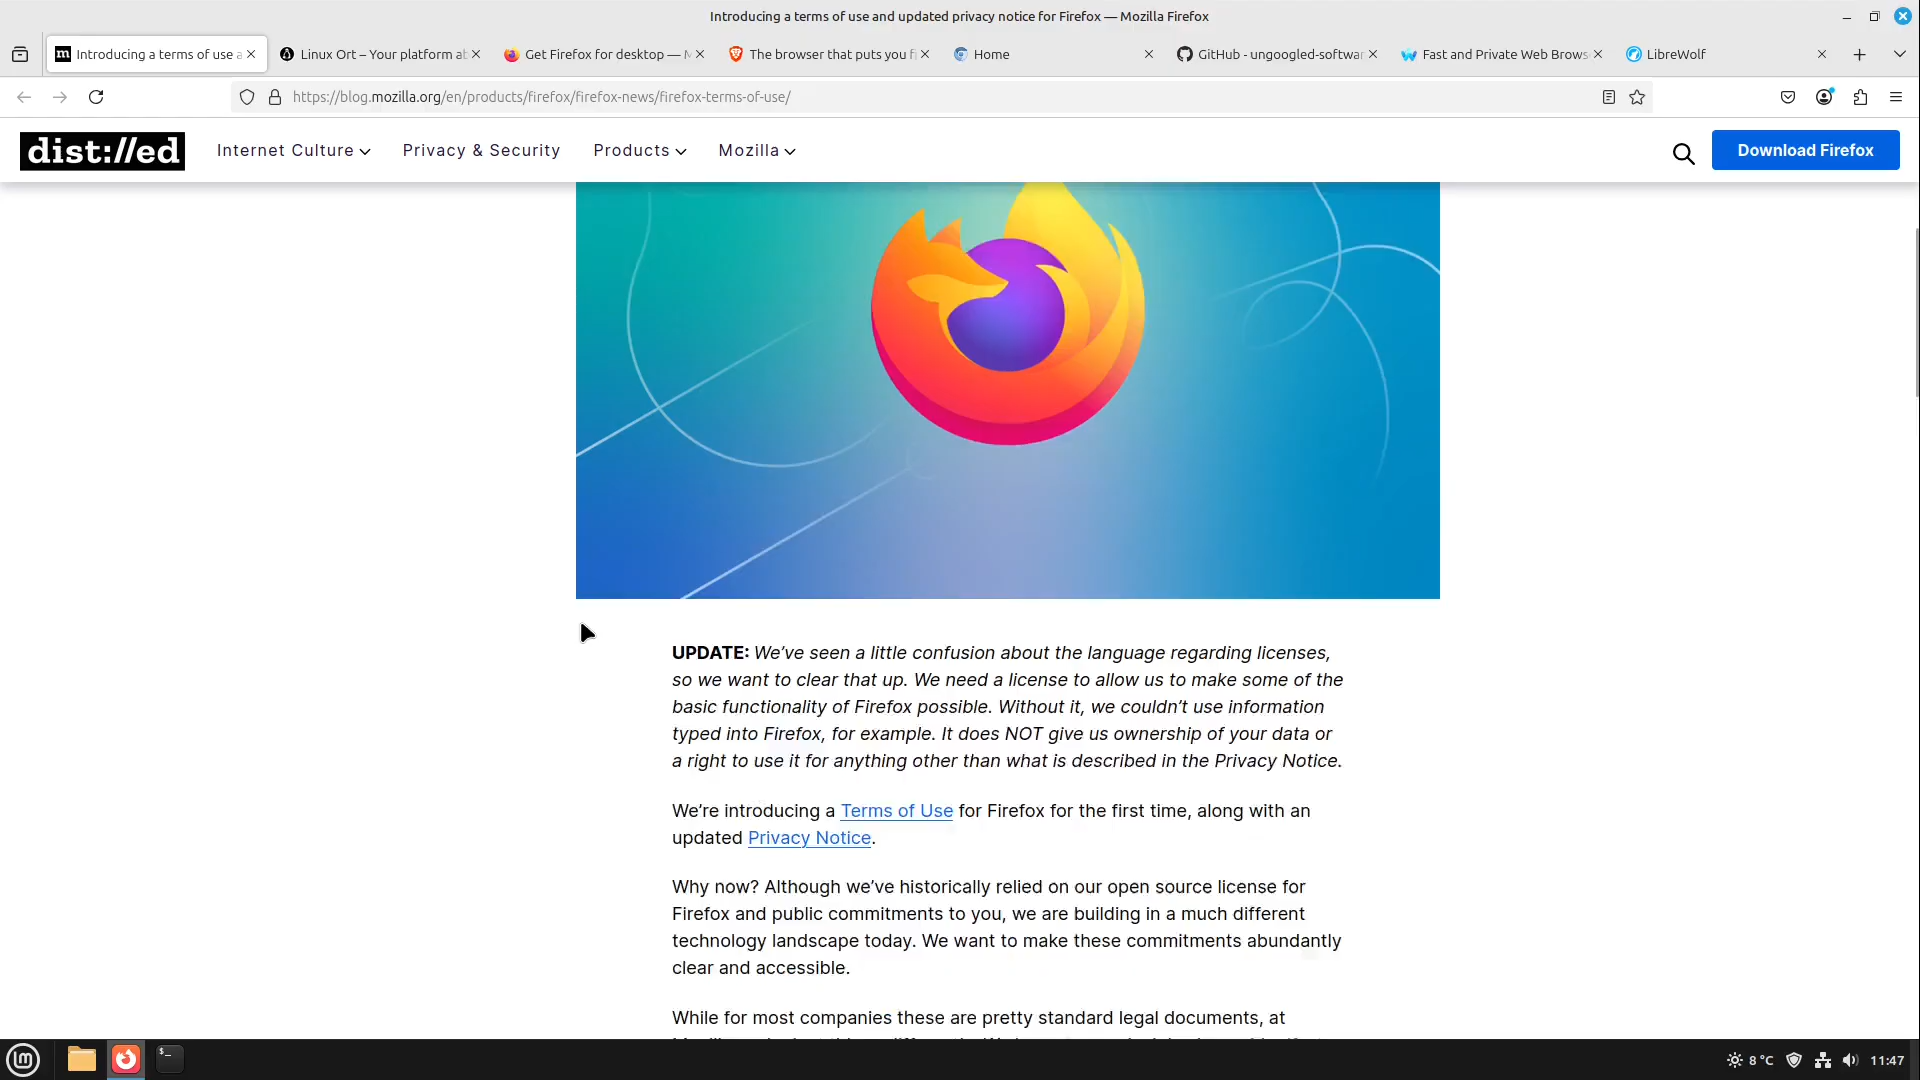 Introducing a terms of use and updated privacy notice for Firefox — Mozilla Firefox
Introducing a terms of use a
Linux Ort – Your platform ab
Get Firefox for desktop — M
The browser that puts you fi
Home
GitHub - ungoogled-softwar
Fast and Private Web Brows
LibreWolf
https://blog.mozilla.org/en/products/firefox/firefox-news/firefox-terms-of-use/
dist://ed
Internet Culture
Privacy & Security
Products
Mozilla
Download Firefox
UPDATE: We’ve seen a little confusion about the language regarding licenses,
so we want to clear that up. We need a license to allow us to make some of the
basic functionality of Firefox possible. Without it, we couldn’t use information
typed into Firefox, for example. It does NOT give us ownership of your data or
a right to use it for anything other than what is described in the Privacy Notice.
We’re introducing a Terms of Use for Firefox for the first time, along with an
updated Privacy Notice.
Why now? Although we’ve historically relied on our open source license for
Firefox and public commitments to you, we are building in a much different
technology landscape today. We want to make these commitments abundantly
clear and accessible.
While for most companies these are pretty standard legal documents, at
8 °C
11:47